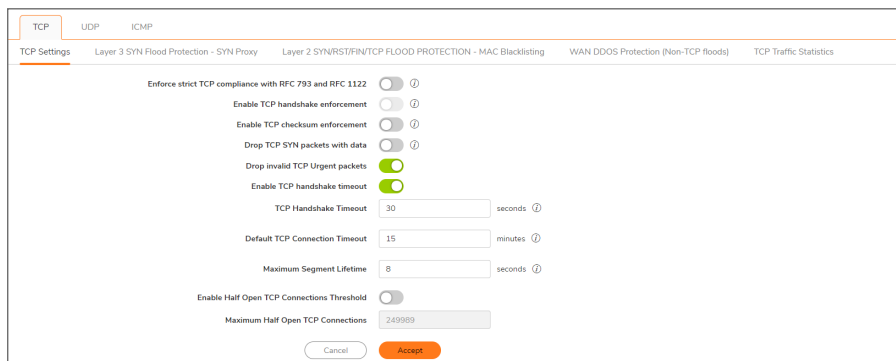 TCP UDP ICMP
TCP Settings Layer 3 SYN Flood Protection - SYN Proxy Layer 2 SYN/RST/FIN/TCP FLOOD PROTECTION - MAC Blacklisting WAN DDOS Protection (Non-TCP floods) TCP Traffic Statistics
Enforce strict TCP compliance with RFC 793 and RFC 1122
Enable TCP handshake enforcement
Enable TCP checksum enforcement
Drop TCP SYN packets with data
Drop invalid TCP Urgent packets
Enable TCP handshake timeout
TCP Handshake Timeout 30 seconds
Default TCP Connection Timeout 15 minutes
Maximum Segment Lifetime 8 seconds
Enable Half Open TCP Connections Threshold
Maximum Half Open TCP Connections 249989
Cancel Accept